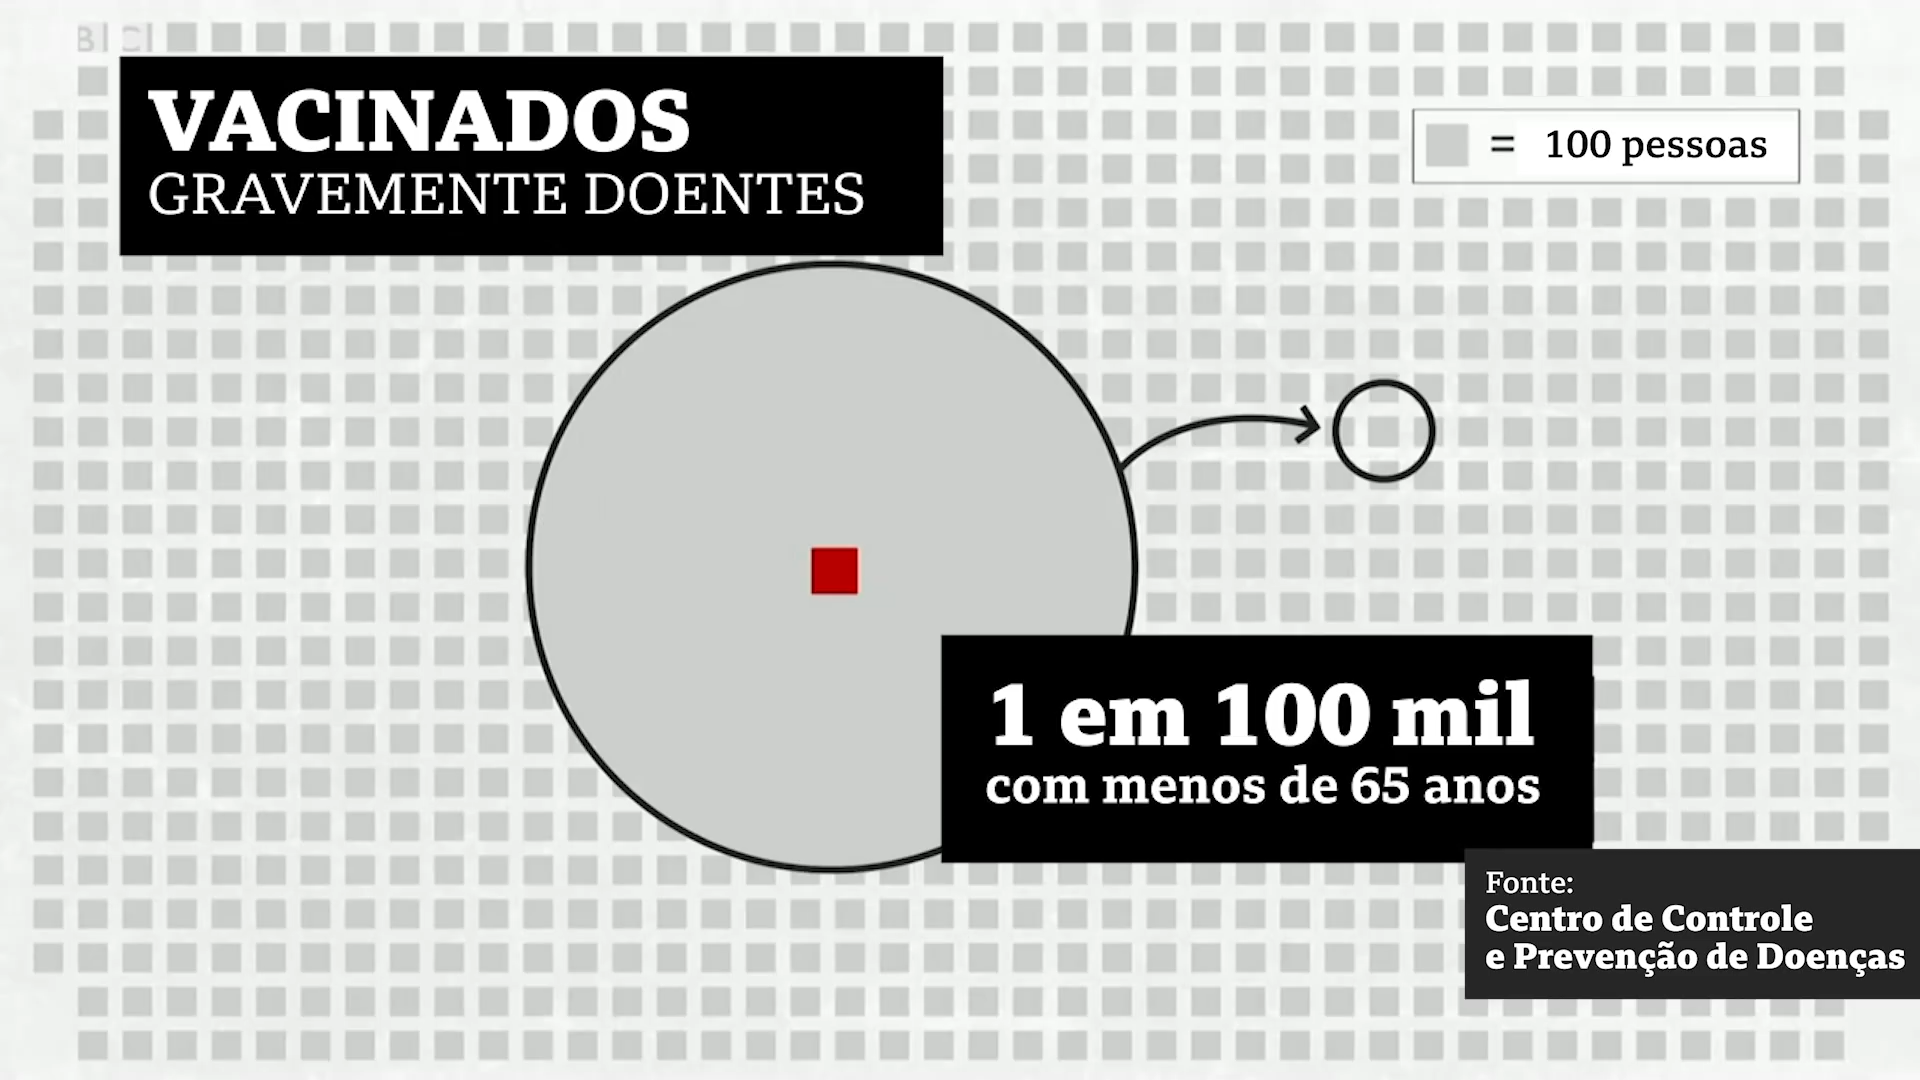 BBC
VACINADOS
GRAVEMENTE DOENTES
= 100 pessoas
1 em 100 mil
com menos de 65 anos
Fonte:
Centro de Controle
e Prevenção de Doenças